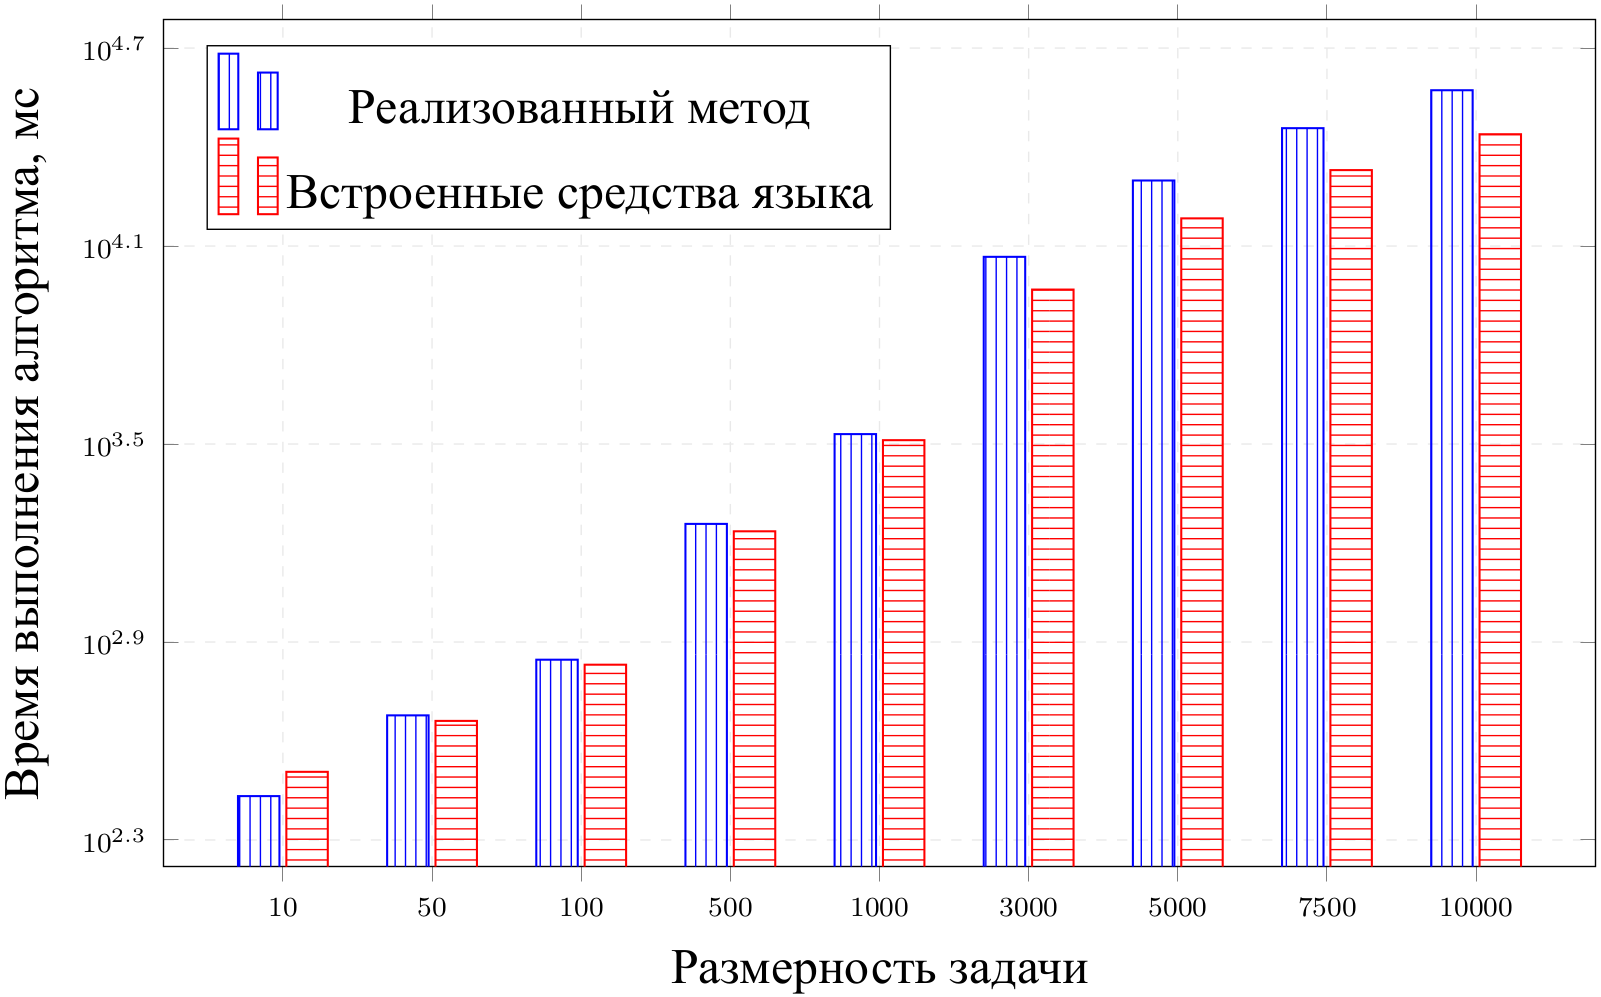 Время выполнения алгоритма, мс
10^4.7
10^4.1
10^3.5
10^2.9
10^2.3
Реализованный метод
Встроенные средства языка
10 50 100 500 1000 3000 5000 7500 10000
Размерность задачи